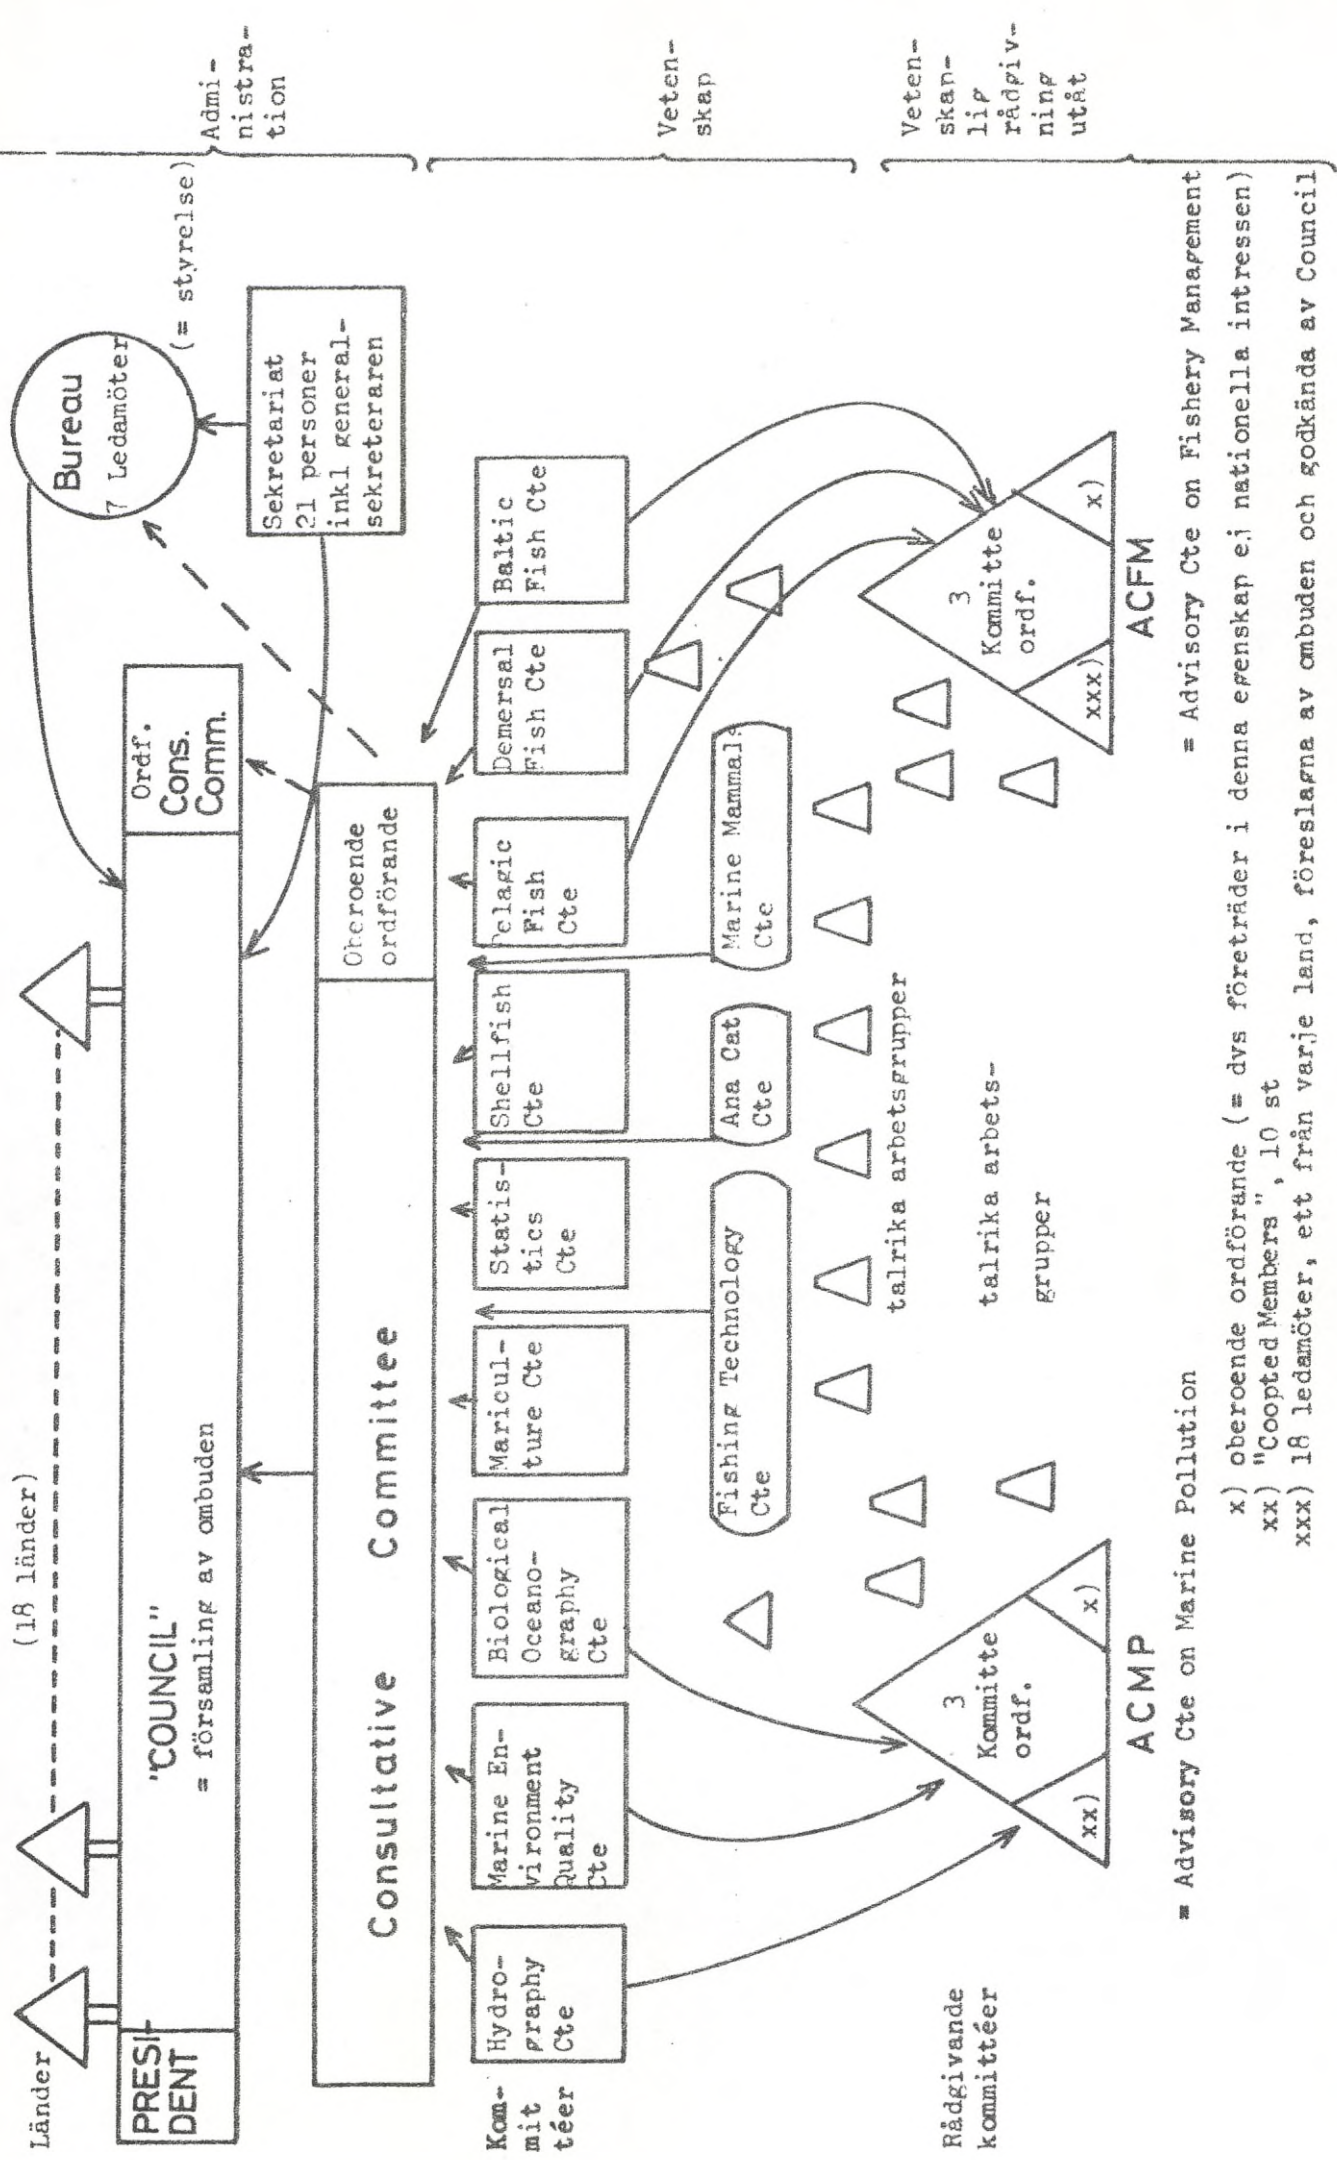 Länder
(18 länder)
PRESI-
DENT
"COUNCIL"
= församling av ombuden
Ordf.
Cons.
Comm.
Bureau
7 Ledamöter
(= styrelse)
Sekretariat
21 personer
inkl general-
sekreteraren
Admi-
nistra-
tion
Consultative Committee
Oberoende
ordförande
Kom-
mit
téer
Hydro-
graphy
Cte
Marine En-
vironment
Quality
Cte
Biological
Oceano-
graphy
Cte
Maricul-
ture Cte
Statis-
tics
Cte
Shellfish
Cte
Pelagic
Fish
Cte
Demersal
Fish Cte
Baltic
Fish Cte
Fishing Technology
Cte
Ana Cat
Cte
Marine Mammals
Cte
Veten-
skap
talrika arbetsgrupper
talrika arbets-
grupper
Rådgivande
kommittéer
3
Kommitte
ordf.
xx)
x)
ACMP
= Advisory Cte on Marine Pollution
3
Kommitte
ordf.
xxx)
x)
ACFM
= Advisory Cte on Fishery Management
Veten-
skap-
lig
rådgiv-
ning
utåt
x) oberoende ordförande (= dvs företräder i denna egenskap ej nationella intressen)
xx) "Coopted Members", 10 st
xxx) 18 ledamöter, ett från varje land, föreslagna av ombuden och godkända av Council